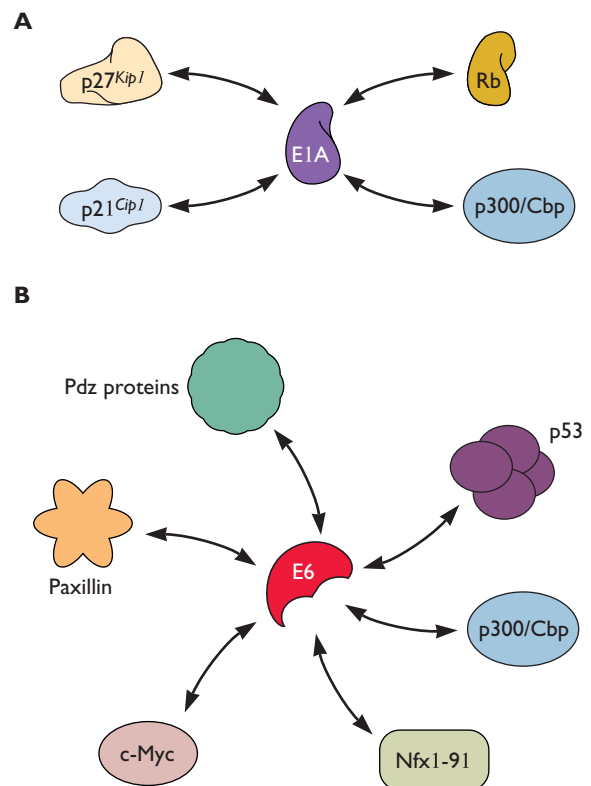 A
p27Kip1
Rb
E1A
p21Cip1
p300/Cbp
B
Pdz proteins
p53
E6
Paxillin
p300/Cbp
c-Myc
Nfx1-91